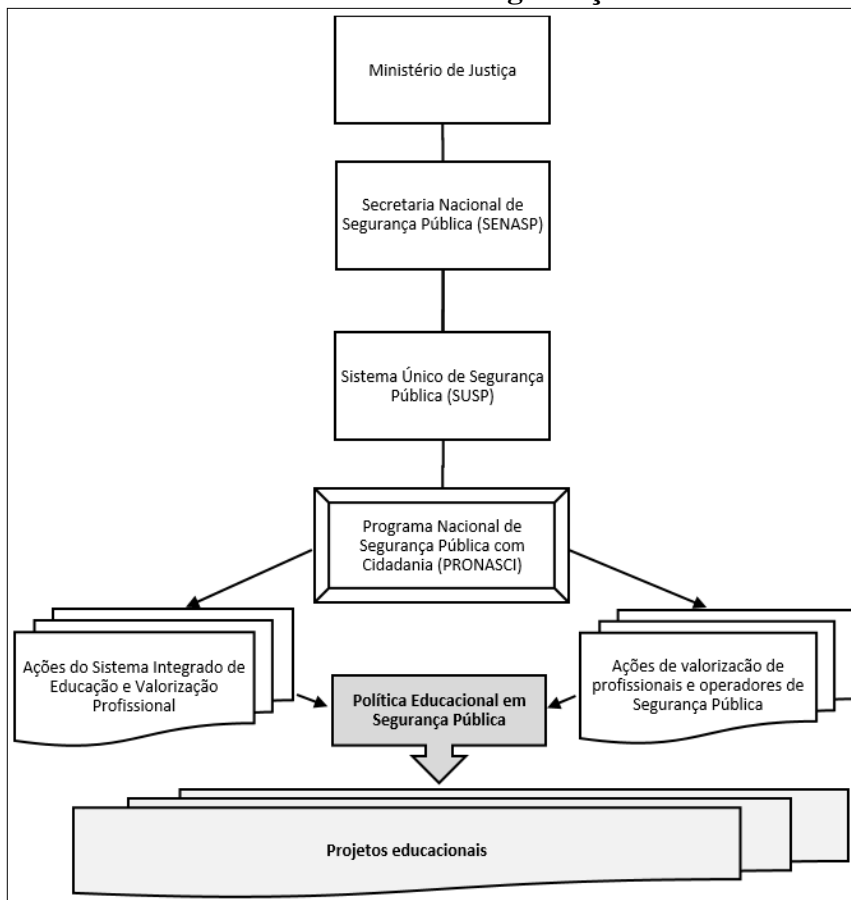 Ministério de Justiça
Secretaria Nacional de
Segurança Pública (SENASP)
Sistema Único de Segurança
Pública (SUSP)
Programa Nacional de
Segurança Pública com
Cidadania (PRONASCI)
Ações do Sistema Integrado de
Educação e Valorização
Profissional
Ações de valorizacão de
profissionais e operadores de
Segurança Pública
Política Educacional em
Segurança Pública
Projetos educacionais